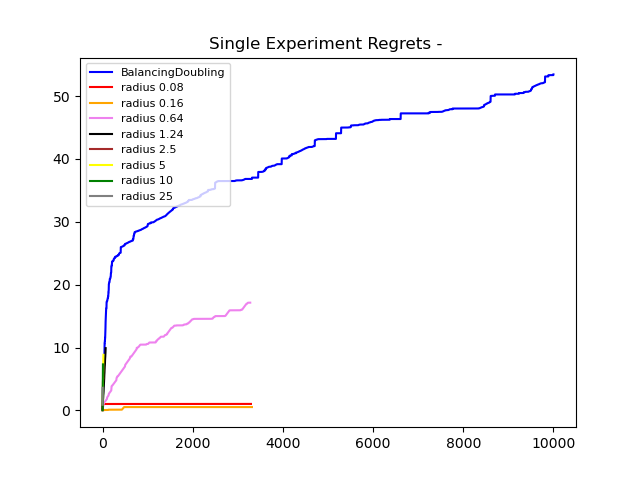 Single Experiment Regrets -
BalancingDoubling
radius 0.08
radius 0.16
radius 0.64
radius 1.24
radius 2.5
radius 5
radius 10
radius 25
50
40
30
20
10
0
0 2000 4000 6000 8000 10000